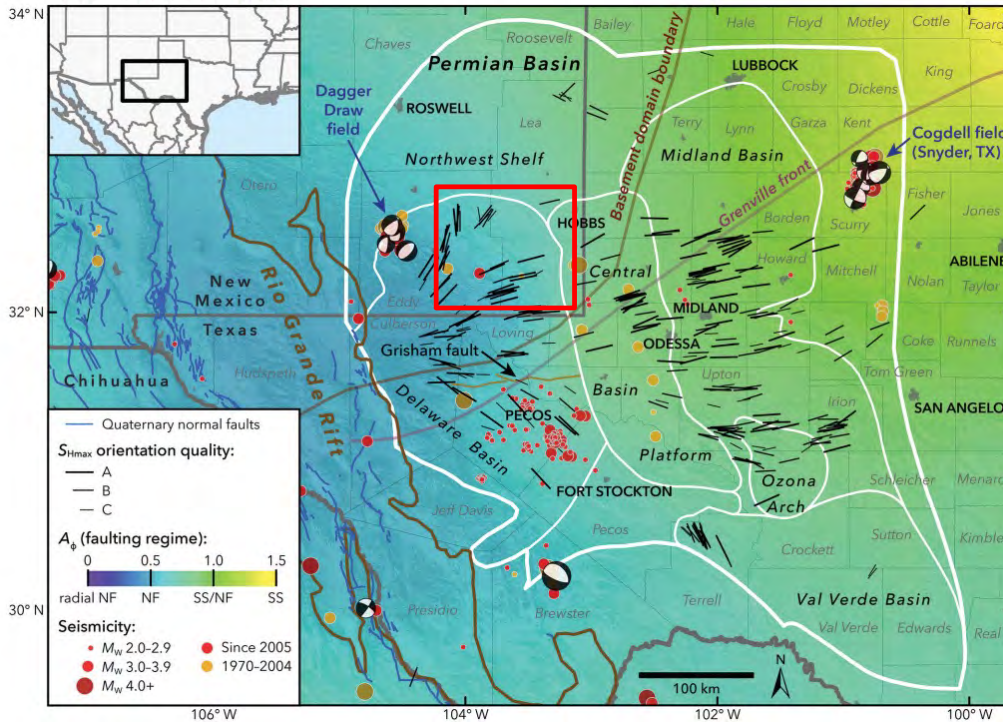 34°N
32°N
30°N
106°W
104°W
102°W
100°W
Chaves
Roosevelt
Bailey
Hale
Floyd
Motley
Cottle
Foard
Permian Basin
LUBBOCK
King
Dagger
Draw
field
ROSWELL
Lea
Crosby
Dickens
Terry
Lynn
Garza
Kent
Cogdell field
(Snyder, TX)
Northwest Shelf
Basement domain boundary
Midland Basin
Grenville front
Otero
Fisher
Jones
Borden
Scurry
HOBBS
Howard
Mitchell
ABILENE
Nolan
Taylor
New
Mexico
Texas
Eddy
Culberson
Loving
Central
MIDLAND
ODESSA
Coke
Runnels
Rio Grande Rift
Hudspeth
Grisham fault
Upton
Tom Green
Chihuahua
Basin
Irion
SAN ANGELO
PECOS
Delaware Basin
Platform
Ozona
Arch
Schleicher
Menard
FORT STOCKTON
Jeff Davis
Pecos
Crockett
Sutton
Kimble
Presidio
Brewster
Terrell
Val Verde Basin
Val Verde
Edwards
Real
Quaternary normal faults
SHmax orientation quality:
A
B
C
Aϕ (faulting regime):
0
0.5
1.0
1.5
radial NF
NF
SS/NF
SS
Seismicity:
Mw 2.0-2.9
Mw 3.0-3.9
Mw 4.0+
Since 2005
1970-2004
100 km
N